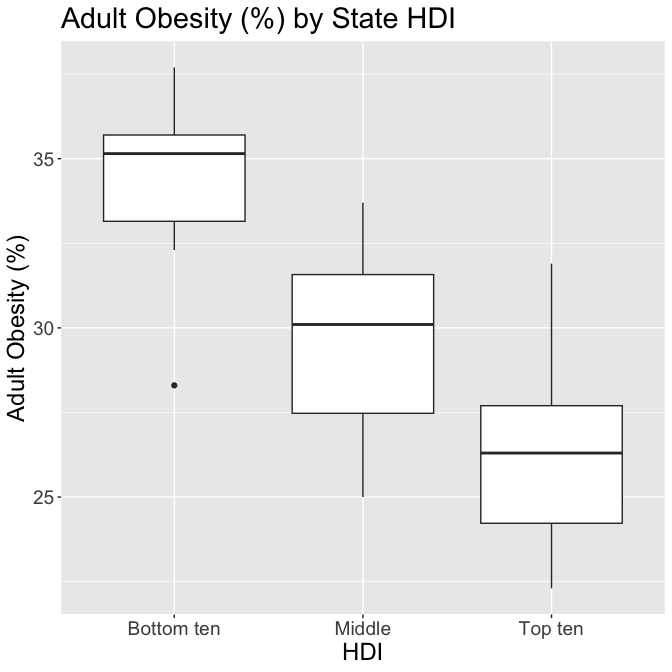 Adult Obesity (%) by State HDI
Adult Obesity (%)
35
30
25
Bottom ten Middle Top ten
HDI